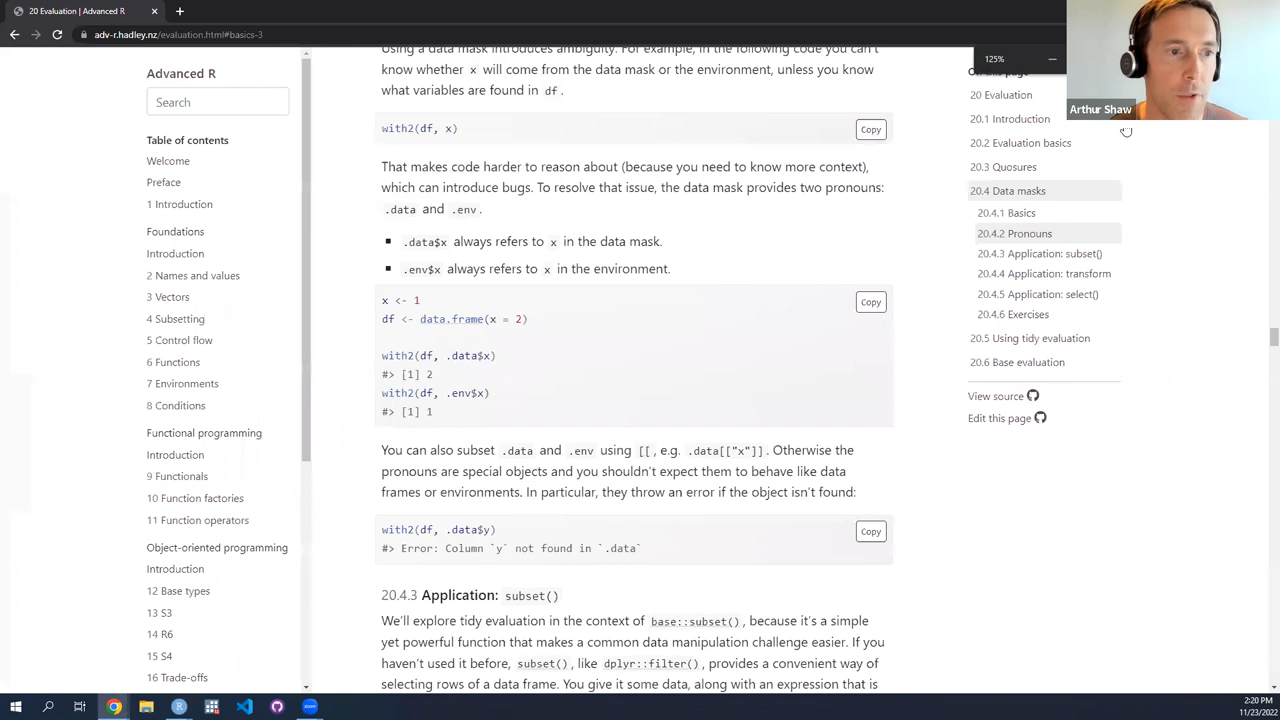 20 Evaluation | Advanced R
adv-r.hadley.nz/evaluation.html#basics-3
125%
Arthur Shaw
Advanced R
Search
Table of contents
Welcome
Preface
1 Introduction
Foundations
Introduction
2 Names and values
3 Vectors
4 Subsetting
5 Control flow
6 Functions
7 Environments
8 Conditions
Functional programming
Introduction
9 Functionals
10 Function factories
11 Function operators
Object-oriented programming
Introduction
12 Base types
13 S3
14 R6
15 S4
16 Trade-offs
Using a data mask introduces ambiguity. For example, in the following code you can't
know whether x will come from the data mask or the environment, unless you know
what variables are found in df.
with2(df, x)
Copy
That makes code harder to reason about (because you need to know more context),
which can introduce bugs. To resolve that issue, the data mask provides two pronouns:
.data and .env.
.data$x always refers to x in the data mask.
.env$x always refers to x in the environment.
x <- 1
Copy
df <- data.frame(x = 2)
with2(df, .data$x)
#> [1] 2
with2(df, .env$x)
#> [1] 1
You can also subset .data and .env using [[, e.g. .data[["x"]]. Otherwise the
pronouns are special objects and you shouldn't expect them to behave like data
frames or environments. In particular, they throw an error if the object isn't found:
with2(df, .data$y)
Copy
#> Error: Column `y` not found in `.data`
20.4.3 Application: subset()
We'll explore tidy evaluation in the context of base::subset(), because it's a simple
yet powerful function that makes a common data manipulation challenge easier. If you
haven't used it before, subset(), like dplyr::filter(), provides a convenient way of
selecting rows of a data frame. You give it some data, along with an expression that is
20 Evaluation
20.1 Introduction
20.2 Evaluation basics
20.3 Quosures
20.4 Data masks
20.4.1 Basics
20.4.2 Pronouns
20.4.3 Application: subset()
20.4.4 Application: transform
20.4.5 Application: select()
20.4.6 Exercises
20.5 Using tidy evaluation
20.6 Base evaluation
View source
Edit this page
2:20 PM
11/23/2022